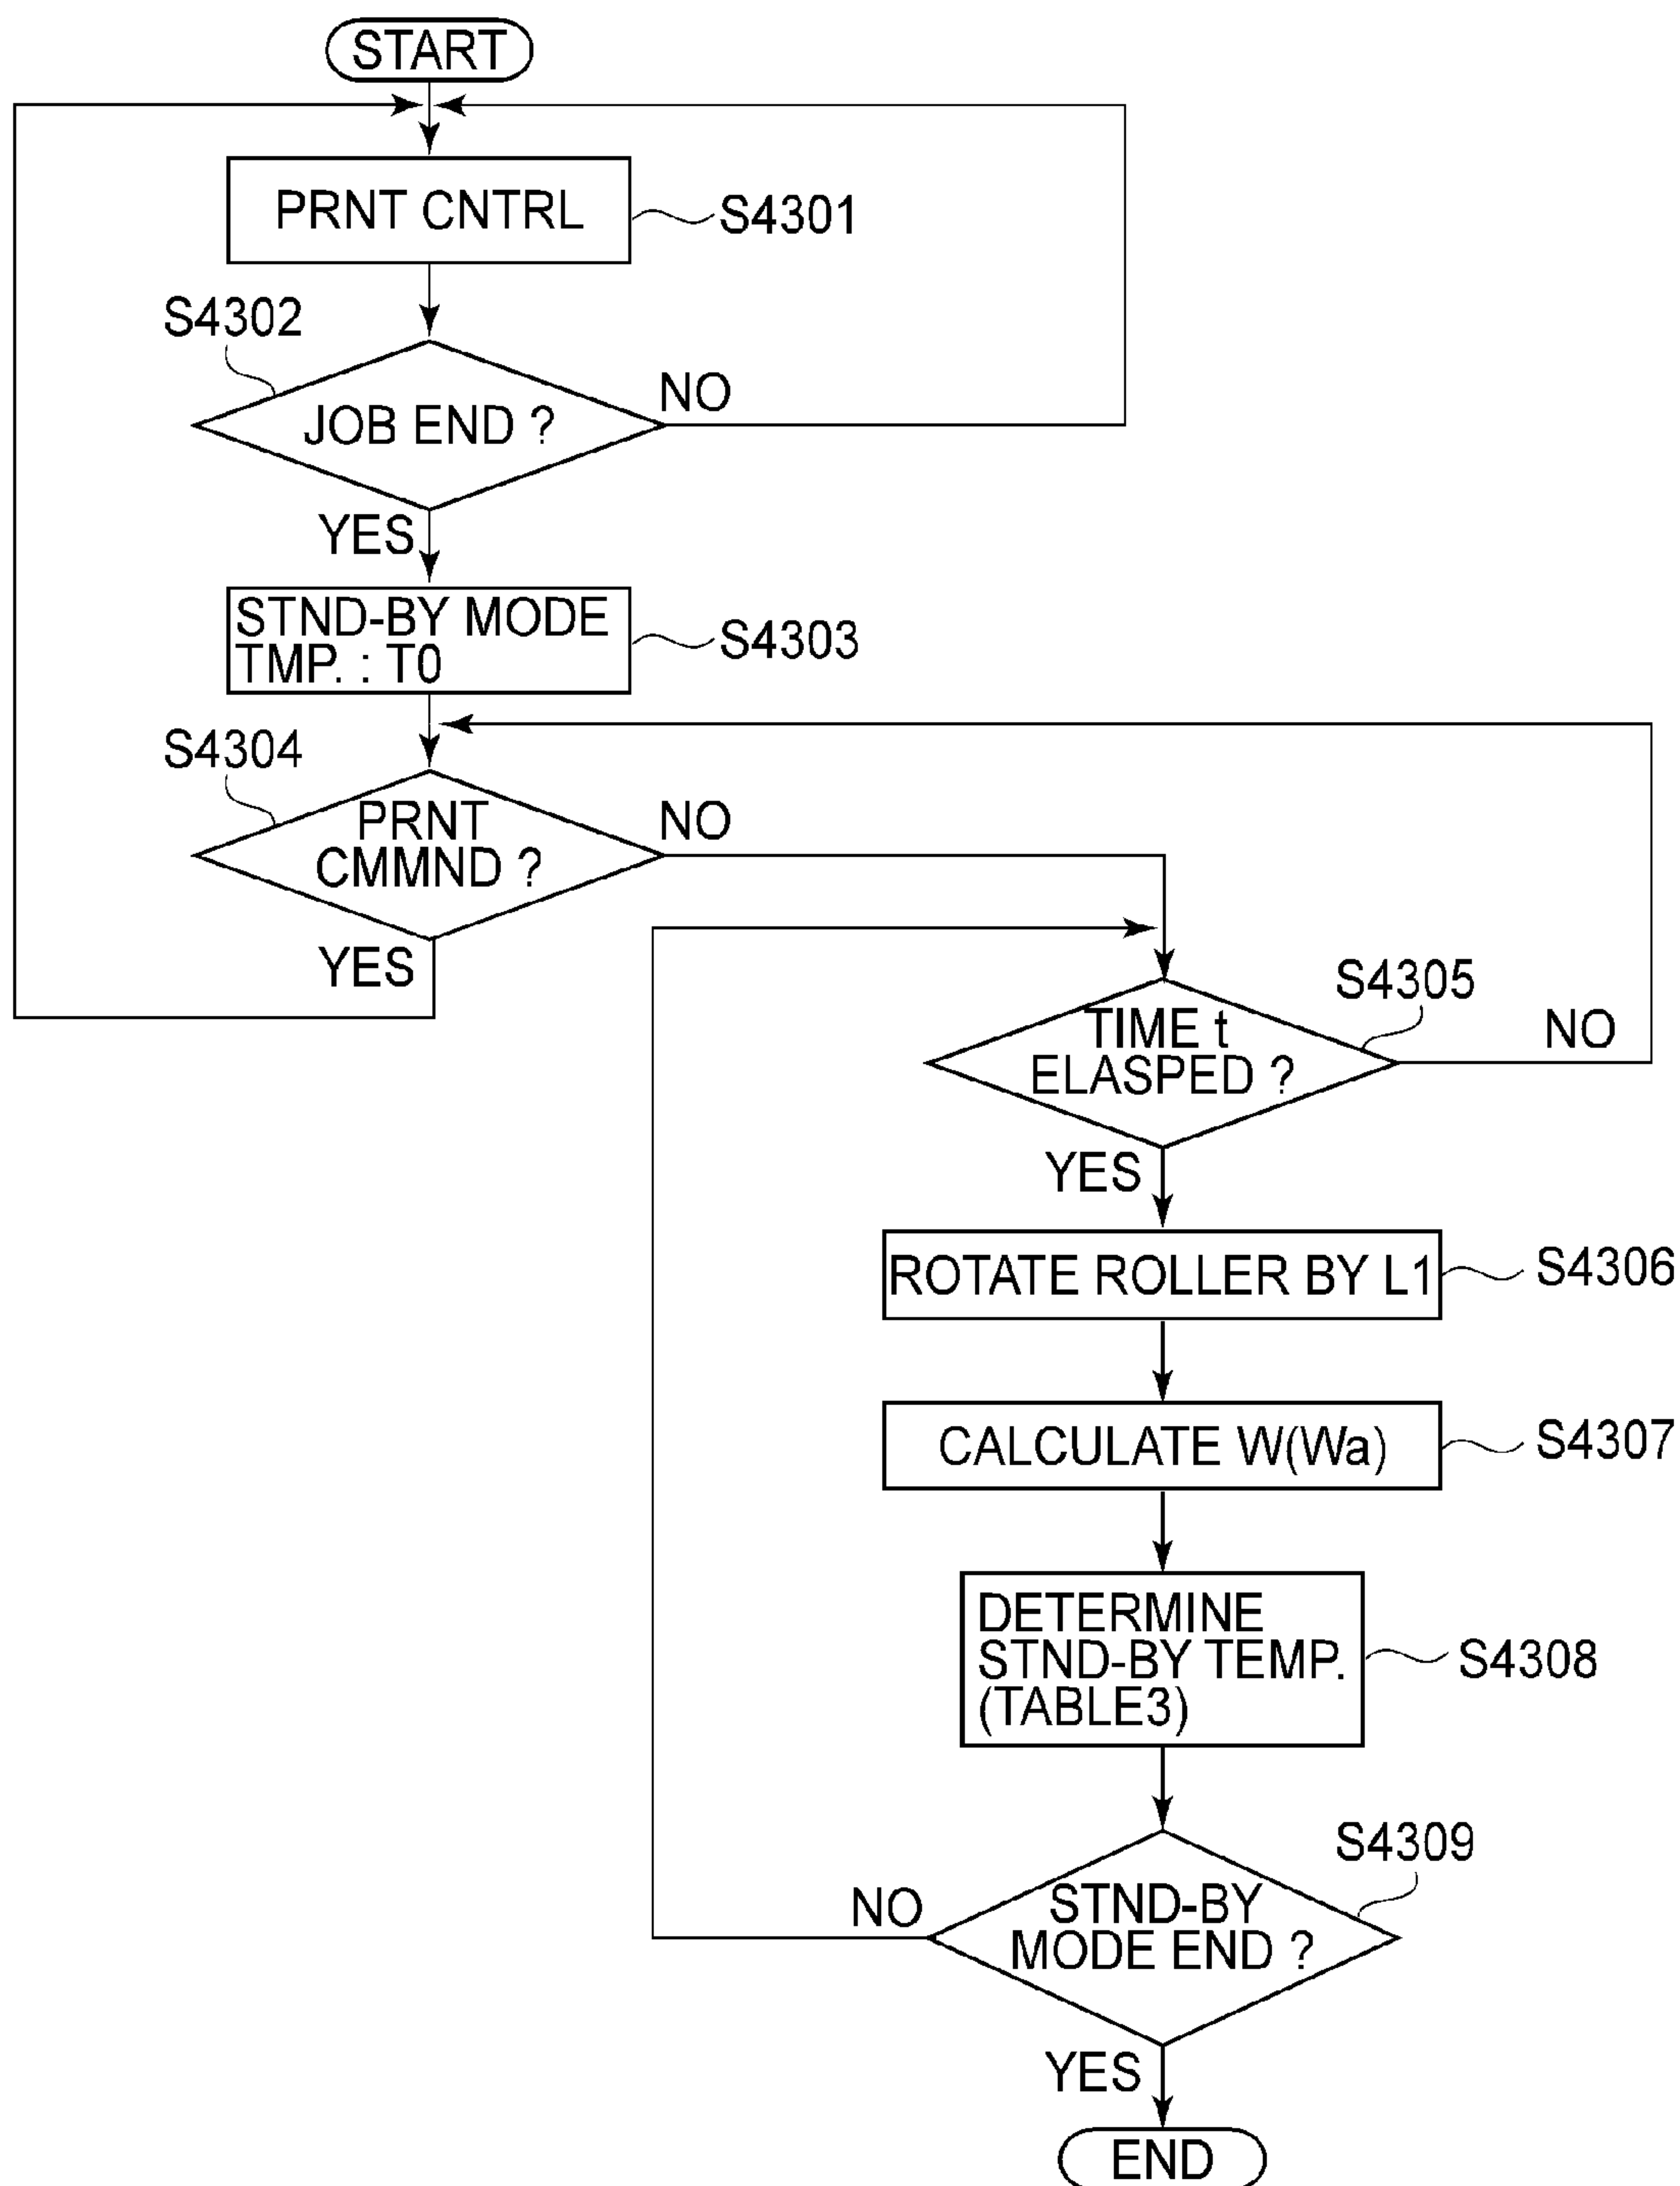 START
PRNT CNTRL
S4301
S4302
JOB END ?
NO
YES
STND-BY MODE
TMP. : T0
S4303
S4304
PRNT
CMMND ?
NO
YES
S4305
TIME t
ELASPED ?
NO
YES
ROTATE ROLLER BY L1
S4306
CALCULATE W(Wa)
S4307
DETERMINE
STND-BY TEMP.
(TABLE3)
S4308
S4309
STND-BY
MODE END ?
NO
YES
END